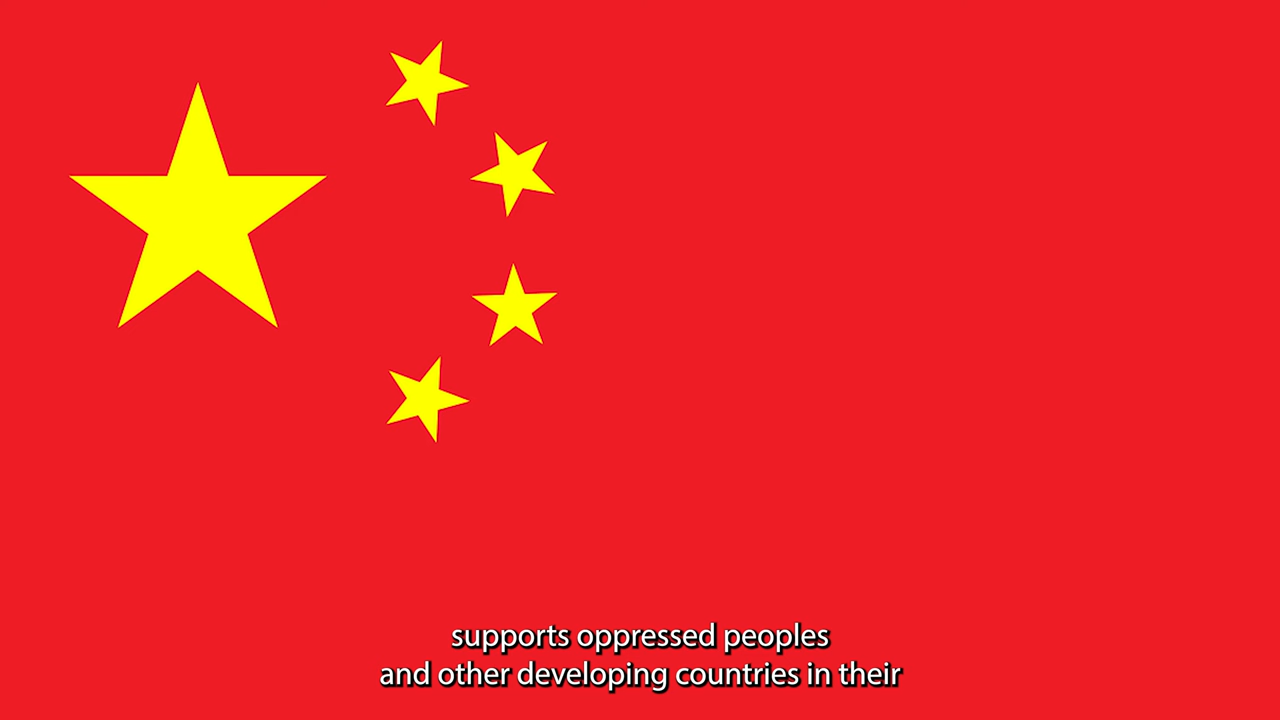 supports oppressed peoples
and other developing countries in their